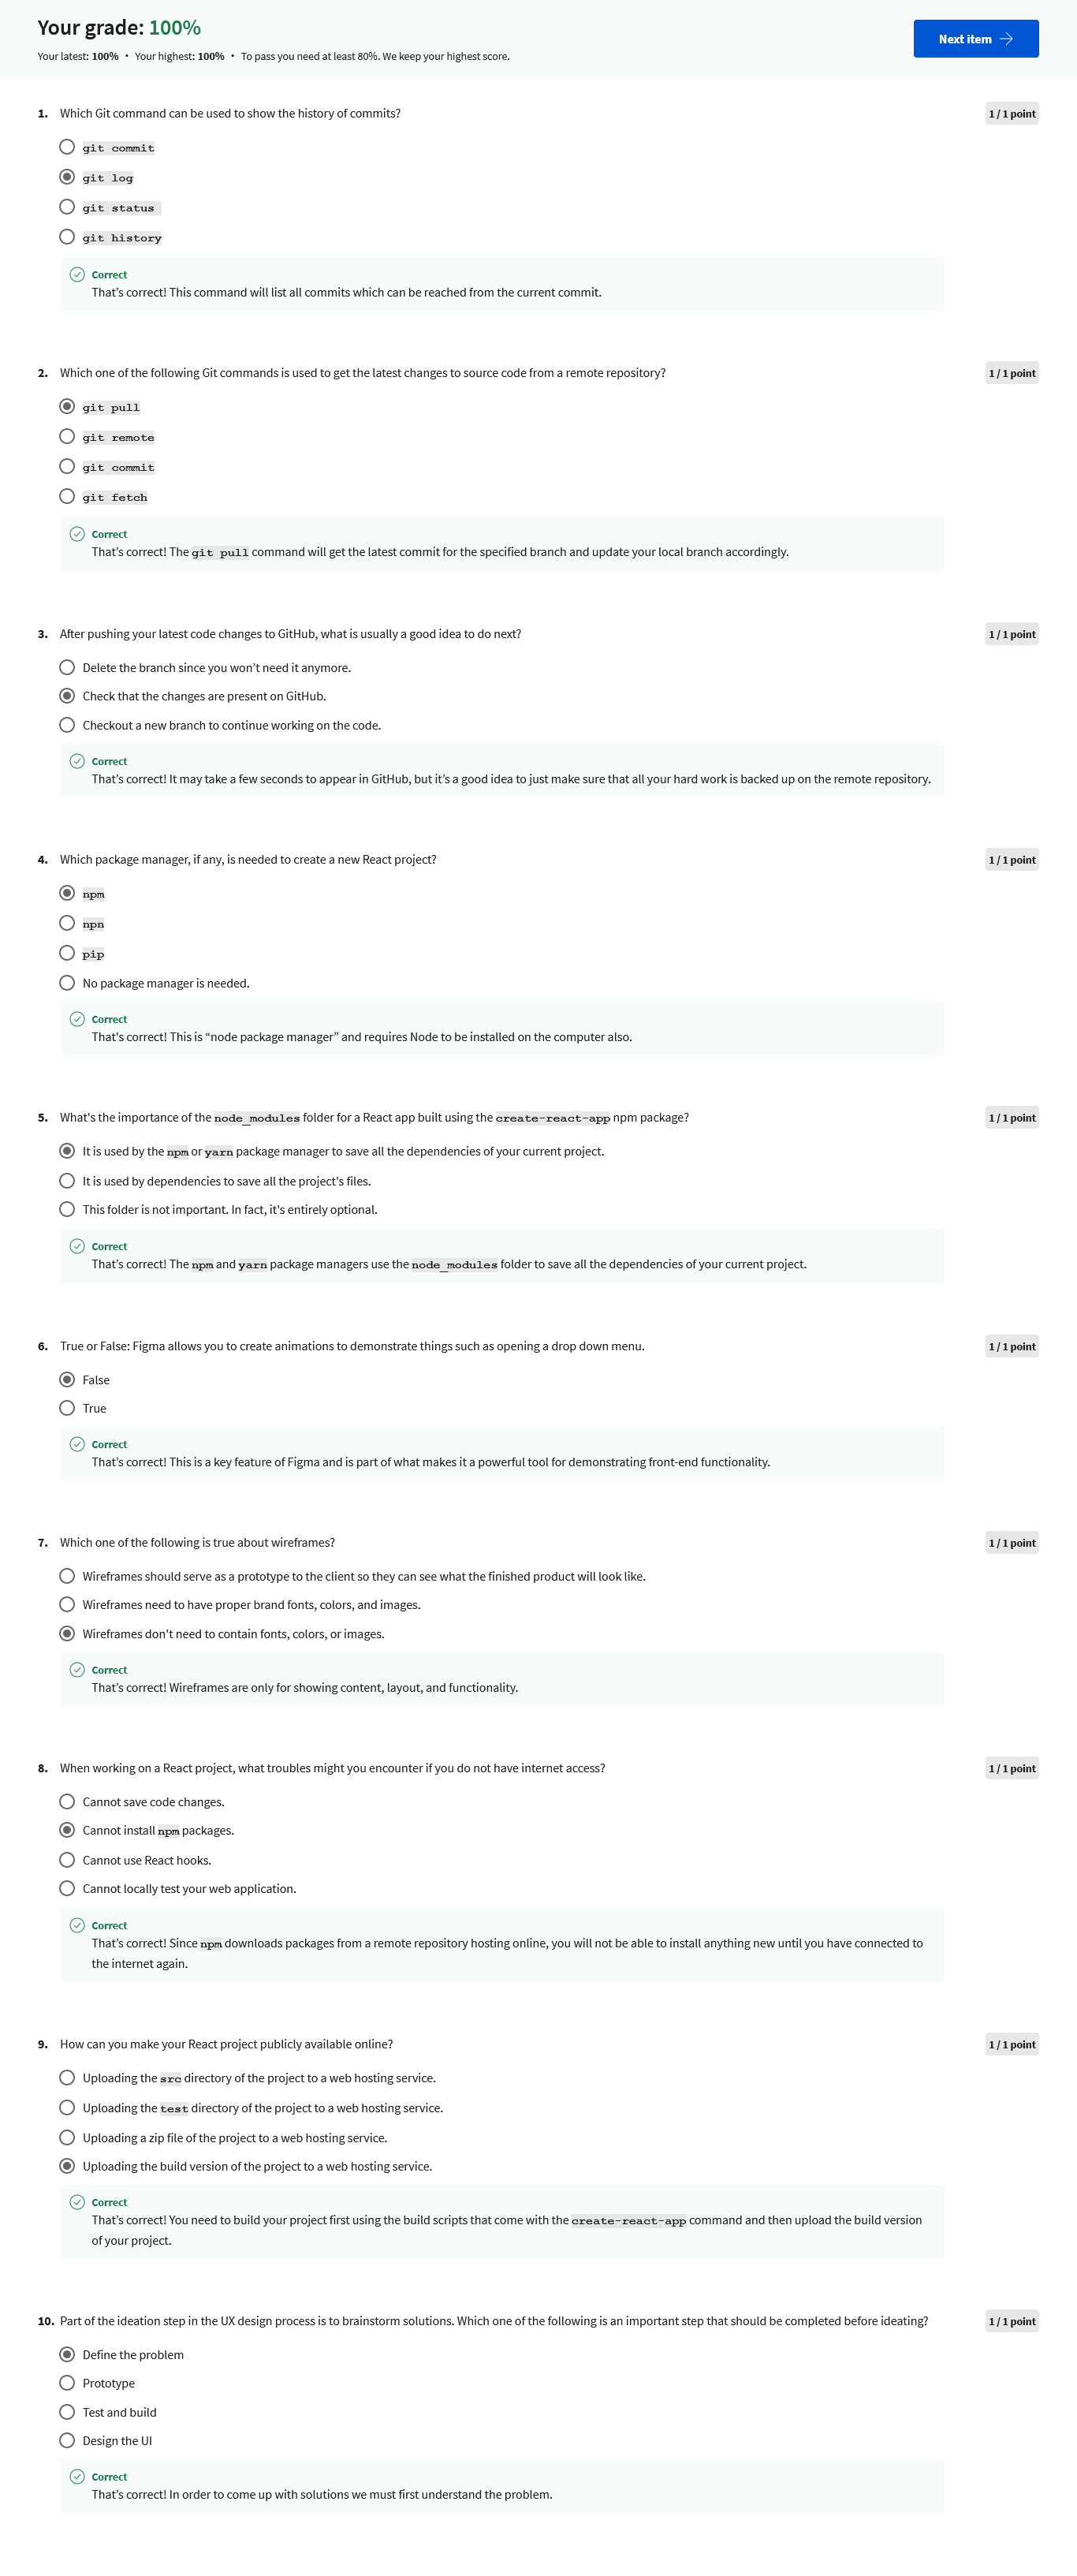 Your grade: 100%
Your latest: 100% • Your highest: 100% • To pass you need at least 80%. We keep your highest score.
Next item →
1. Which Git command can be used to show the history of commits?
1 / 1 point
git commit
git log
git status
git history
Correct
That’s correct! This command will list all commits which can be reached from the current commit.
2. Which one of the following Git commands is used to get the latest changes to source code from a remote repository?
1 / 1 point
git pull
git remote
git commit
git fetch
Correct
That’s correct! The git pull command will get the latest commit for the specified branch and update your local branch accordingly.
3. After pushing your latest code changes to GitHub, what is usually a good idea to do next?
1 / 1 point
Delete the branch since you won’t need it anymore.
Check that the changes are present on GitHub.
Checkout a new branch to continue working on the code.
Correct
That’s correct! It may take a few seconds to appear in GitHub, but it’s a good idea to just make sure that all your hard work is backed up on the remote repository.
4. Which package manager, if any, is needed to create a new React project?
1 / 1 point
npm
npn
pip
No package manager is needed.
Correct
That's correct! This is “node package manager” and requires Node to be installed on the computer also.
5. What's the importance of the node_modules folder for a React app built using the create-react-app npm package?
1 / 1 point
It is used by the npm or yarn package manager to save all the dependencies of your current project.
It is used by dependencies to save all the project's files.
This folder is not important. In fact, it's entirely optional.
Correct
That’s correct! The npm and yarn package managers use the node_modules folder to save all the dependencies of your current project.
6. True or False: Figma allows you to create animations to demonstrate things such as opening a drop down menu.
1 / 1 point
False
True
Correct
That’s correct! This is a key feature of Figma and is part of what makes it a powerful tool for demonstrating front-end functionality.
7. Which one of the following is true about wireframes?
1 / 1 point
Wireframes should serve as a prototype to the client so they can see what the finished product will look like.
Wireframes need to have proper brand fonts, colors, and images.
Wireframes don't need to contain fonts, colors, or images.
Correct
That’s correct! Wireframes are only for showing content, layout, and functionality.
8. When working on a React project, what troubles might you encounter if you do not have internet access?
1 / 1 point
Cannot save code changes.
Cannot install npm packages.
Cannot use React hooks.
Cannot locally test your web application.
Correct
That’s correct! Since npm downloads packages from a remote repository hosting online, you will not be able to install anything new until you have connected to
the internet again.
9. How can you make your React project publicly available online?
1 / 1 point
Uploading the src directory of the project to a web hosting service.
Uploading the test directory of the project to a web hosting service.
Uploading a zip file of the project to a web hosting service.
Uploading the build version of the project to a web hosting service.
Correct
That’s correct! You need to build your project first using the build scripts that come with the create-react-app command and then upload the build version
of your project.
10. Part of the ideation step in the UX design process is to brainstorm solutions. Which one of the following is an important step that should be completed before ideating?
1 / 1 point
Define the problem
Prototype
Test and build
Design the UI
Correct
That’s correct! In order to come up with solutions we must first understand the problem.